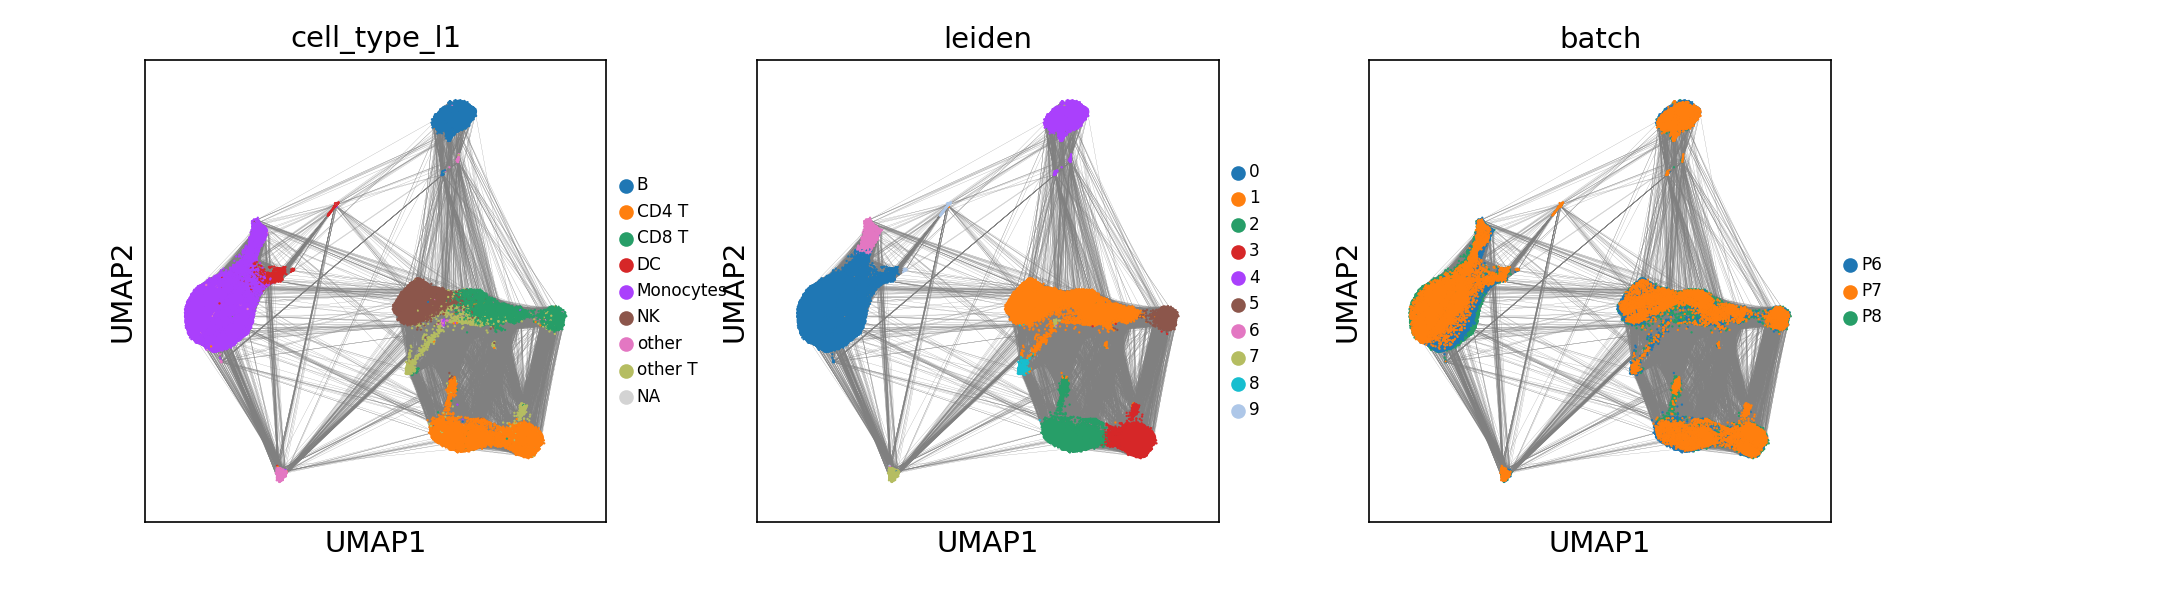 cell_type_l1
UMAP2
UMAP1
B
CD4 T
CD8 T
DC
Monocytes
NK
other
other T
NA
leiden
UMAP2
UMAP1
0
1
2
3
4
5
6
7
8
9
batch
UMAP2
UMAP1
P6
P7
P8